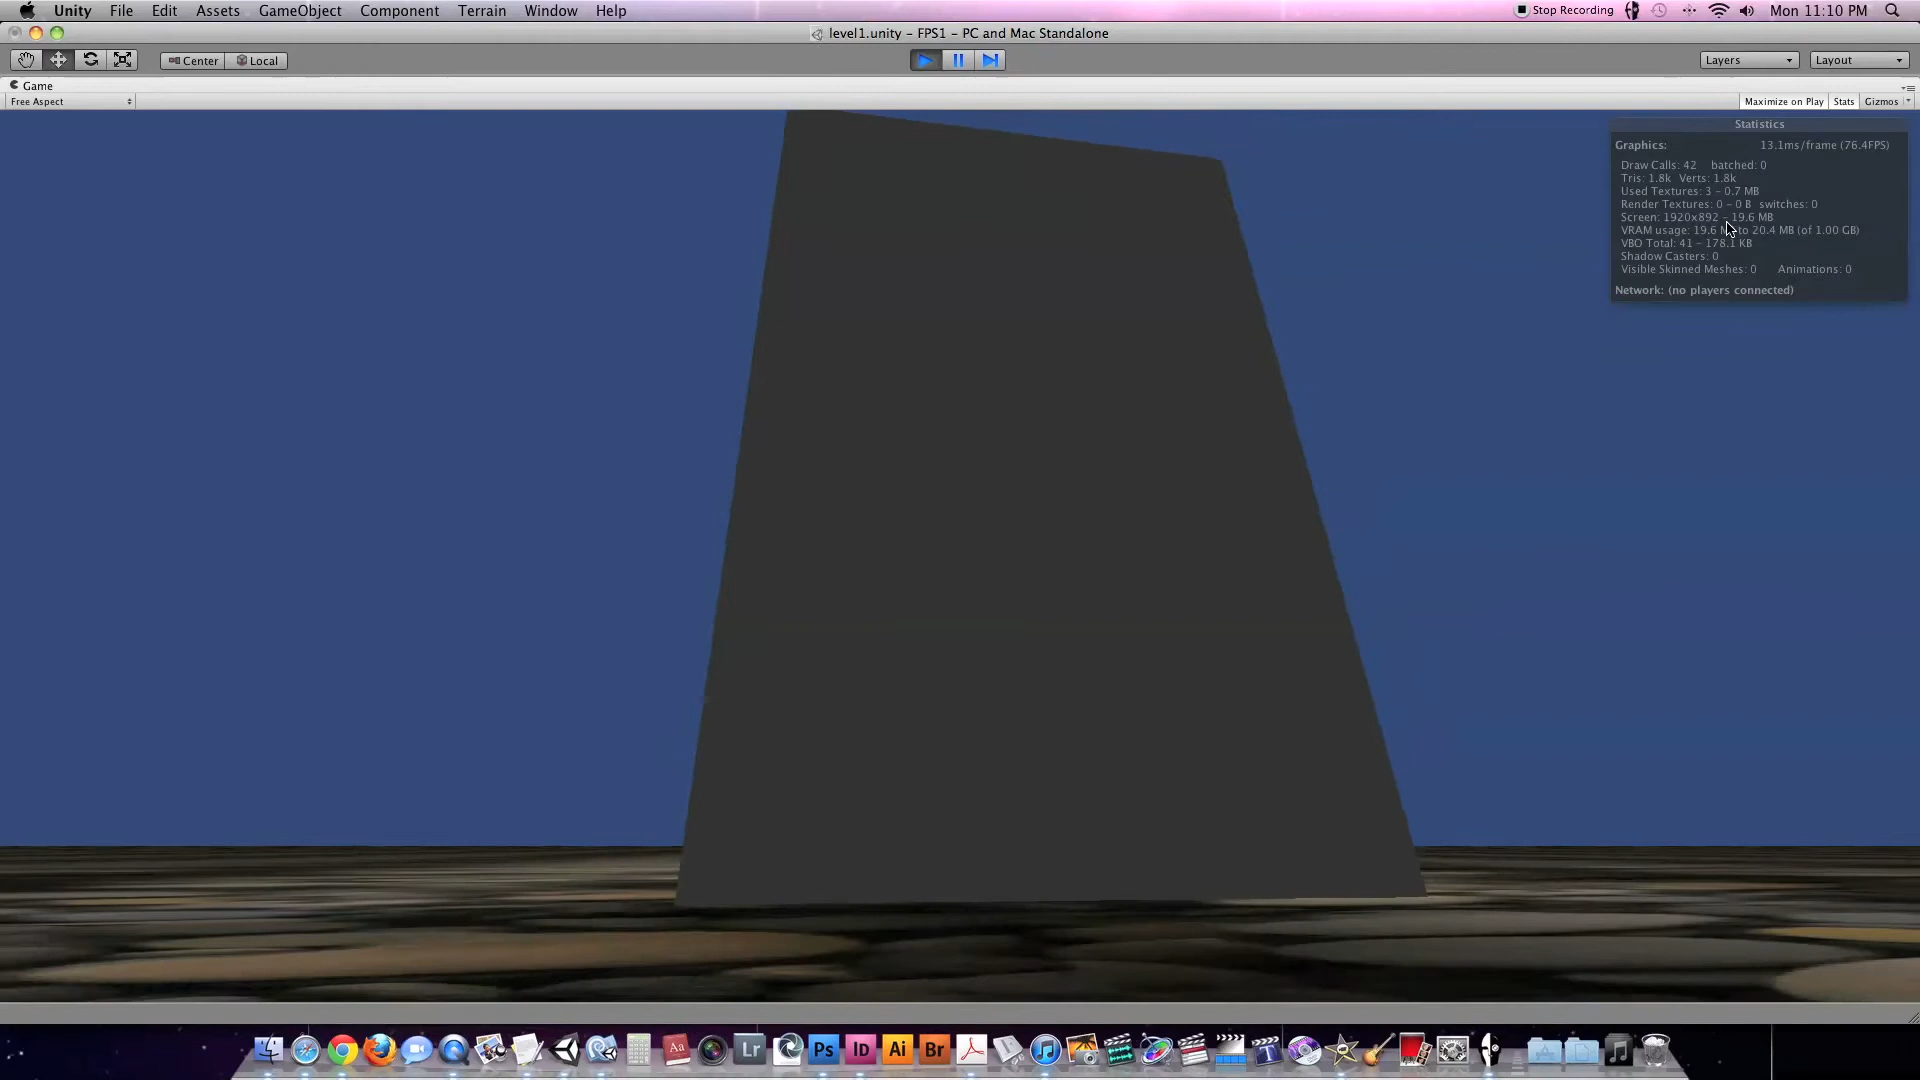 Unity File Edit Assets GameObject Component Terrain Window Help Stop Recording Mon 11:10 PM
level1.unity – FPS1 – PC and Mac Standalone
Center Local Layers Layout
Game
Free Aspect Maximize on Play Stats Gizmos
Statistics
Graphics: 13.1ms/frame (76.4FPS)
Draw Calls: 42 batched: 0
Tris: 1.8k Verts: 1.8k
Used Textures: 3 – 0.7 MB
Render Textures: 0 – 0 B switches: 0
Screen: 1920x892 – 19.6 MB
VRAM usage: 19.6 to 20.4 MB (of 1.00 GB)
VBO Total: 41 – 178.1 KB
Shadow Casters: 0
Visible Skinned Meshes: 0 Animations: 0
Network: (no players connected)
Aa Lr Ps Id Ai Br T